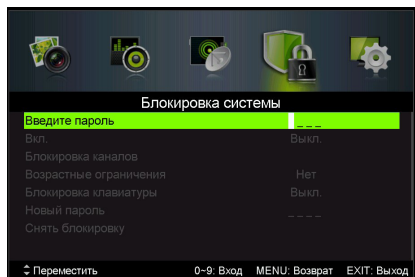 Блокировка системы
Введите пароль _ _ _
Вкл. Выкл.
Блокировка каналов
Возрастные ограничения Нет
Блокировка клавиатуры Выкл.
Новый пароль _ _ _ _
Снять блокировку
Переместить 0~9: Вход MENU: Возврат EXIT: Выход